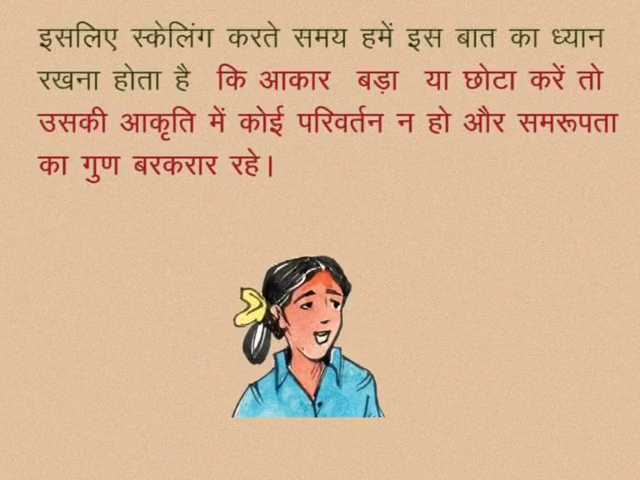 इसलिए स्केलिंग करते समय हमें इस बात का ध्यान
रखना होता है कि आकार बड़ा या छोटा करें तो
उसकी आकृति में कोई परिवर्तन न हो और समरूपता
का गुण बरकरार रहे।